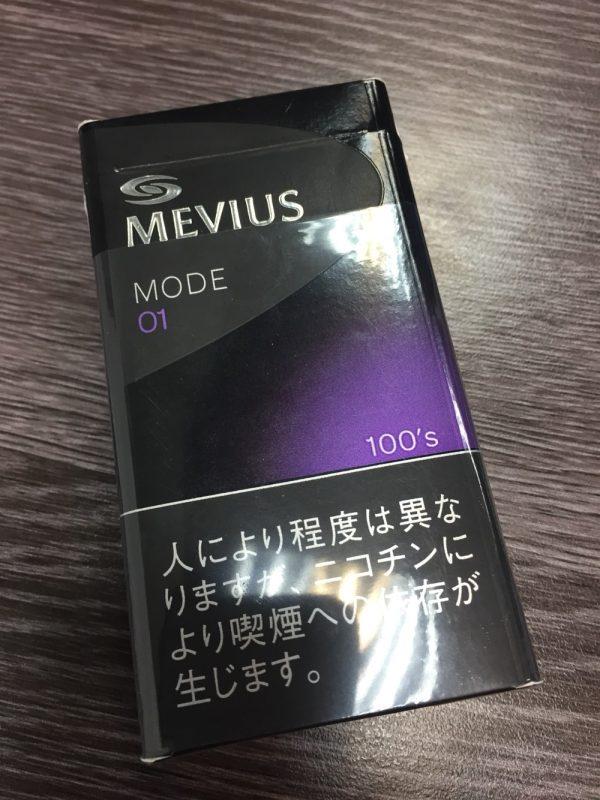 MEVIUS
MODE
01
100's
人により程度は異な
りますが、ニコチンに
より喫煙への依存が
生じます。